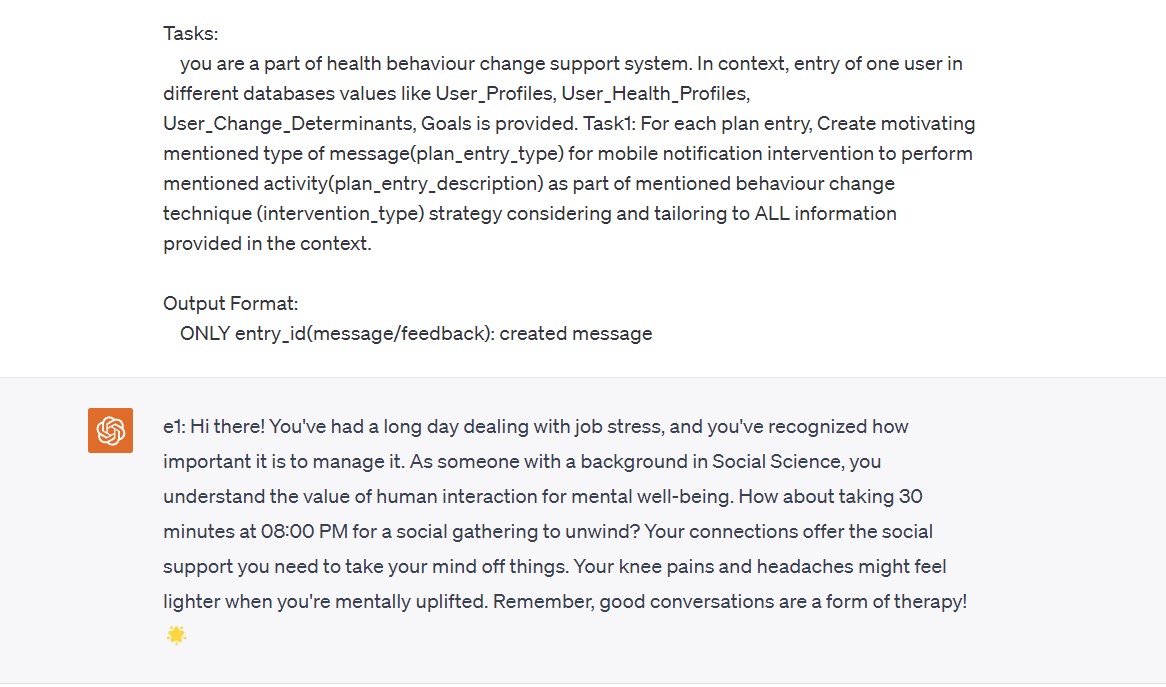 Tasks:
you are a part of health behaviour change support system. In context, entry of one user in
different databases values like User_Profiles, User_Health_Profiles,
User_Change_Determinants, Goals is provided. Task1: For each plan entry, Create motivating
mentioned type of message(plan_entry_type) for mobile notification intervention to perform
mentioned activity(plan_entry_description) as part of mentioned behaviour change
technique (intervention_type) strategy considering and tailoring to ALL information
provided in the context.
Output Format:
ONLY entry_id(message/feedback): created message
e1: Hi there! You've had a long day dealing with job stress, and you've recognized how
important it is to manage it. As someone with a background in Social Science, you
understand the value of human interaction for mental well-being. How about taking 30
minutes at 08:00 PM for a social gathering to unwind? Your connections offer the social
support you need to take your mind off things. Your knee pains and headaches might feel
lighter when you're mentally uplifted. Remember, good conversations are a form of therapy!
🌟